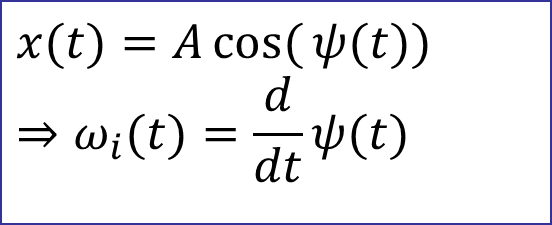 x(t) = A cos( ψ(t))
⇒ ωᵢ(t) = d/dt ψ(t)